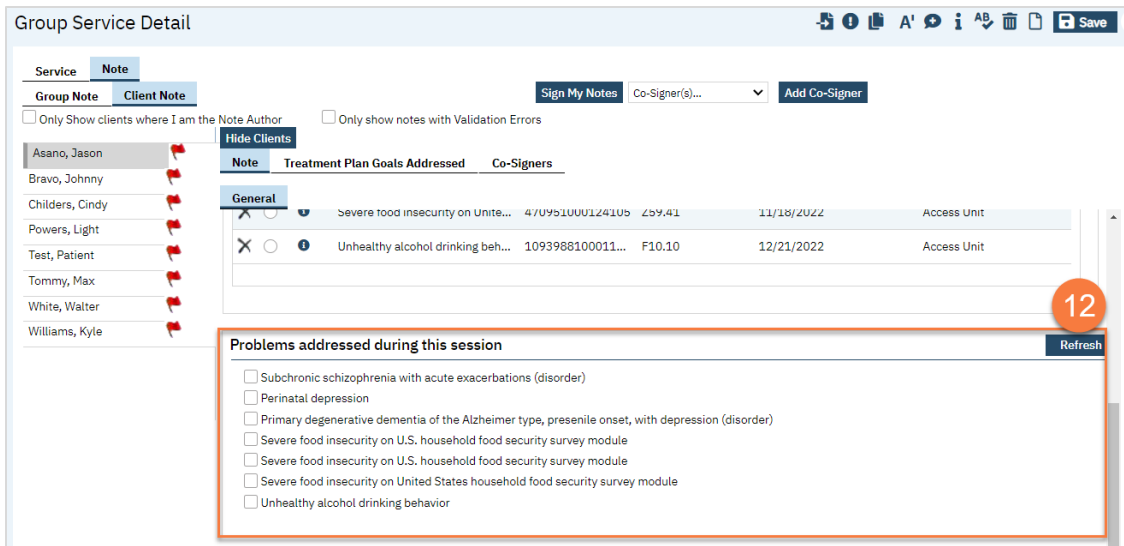 Group Service Detail
A' i AB Save
Service Note
Group Note Client Note
Sign My Notes Co-Signer(s)... Add Co-Signer
Only Show clients where I am the Note Author Only show notes with Validation Errors
Hide Clients
Asano, Jason
Bravo, Johnny
Childers, Cindy
Powers, Light
Test, Patient
Tommy, Max
White, Walter
Williams, Kyle
Note Treatment Plan Goals Addressed Co-Signers
General
Severe food insecurity on Unite... 470951000124105 Z59.41 11/18/2022 Access Unit
Unhealthy alcohol drinking beh... 1093988100011... F10.10 12/21/2022 Access Unit
12
Problems addressed during this session Refresh
Subchronic schizophrenia with acute exacerbations (disorder)
Perinatal depression
Primary degenerative dementia of the Alzheimer type, presenile onset, with depression (disorder)
Severe food insecurity on U.S. household food security survey module
Severe food insecurity on U.S. household food security survey module
Severe food insecurity on United States household food security survey module
Unhealthy alcohol drinking behavior